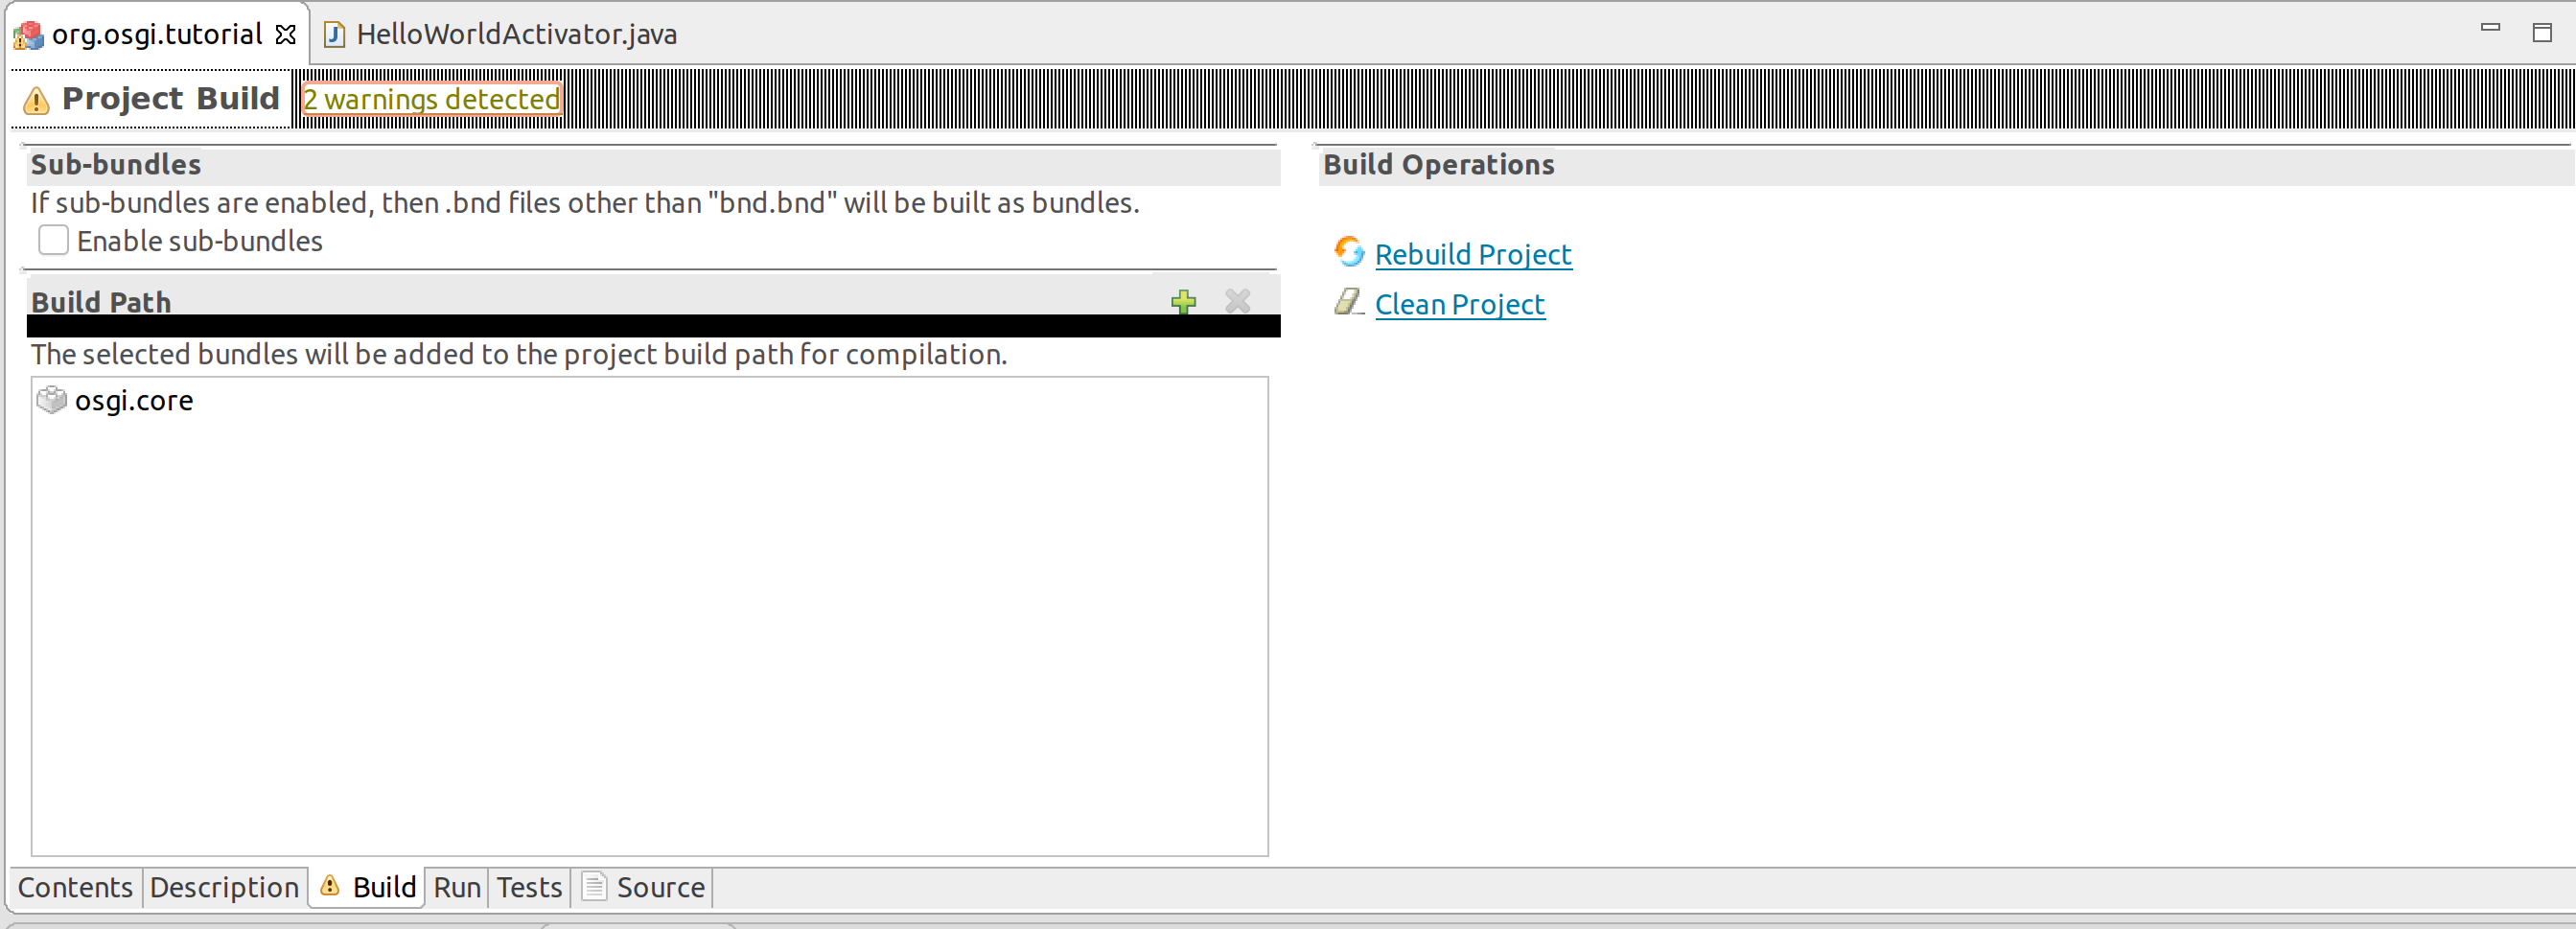 org.osgi.tutorial
HelloWorldActivator.java
Project Build
2 warnings detected
Sub-bundles
If sub-bundles are enabled, then .bnd files other than "bnd.bnd" will be built as bundles.
Enable sub-bundles
Build Path
The selected bundles will be added to the project build path for compilation.
osgi.core
Build Operations
Rebuild Project
Clean Project
Contents Description Build Run Tests Source